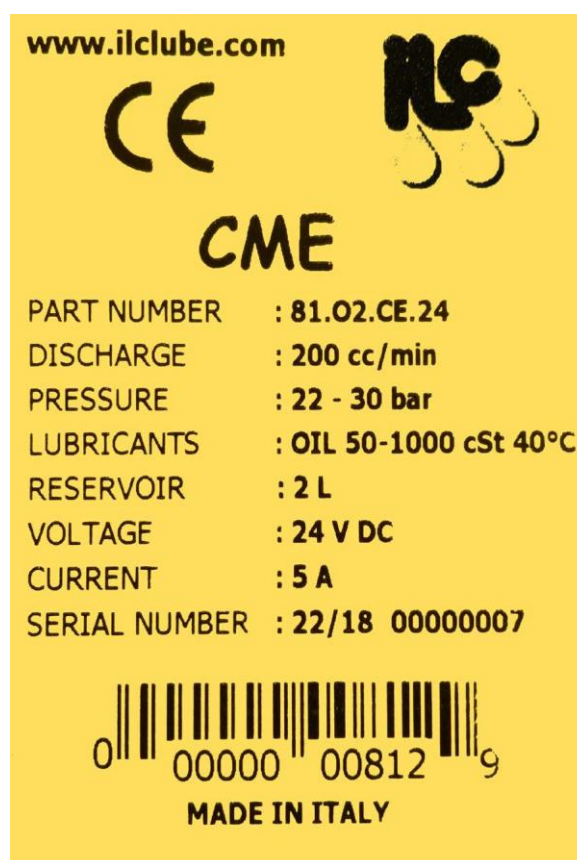 www.ilclube.com
CE
ILC
CME
PART NUMBER : 81.O2.CE.24
DISCHARGE : 200 cc/min
PRESSURE : 22 - 30 bar
LUBRICANTS : OIL 50-1000 cSt 40°C
RESERVOIR : 2 L
VOLTAGE : 24 V DC
CURRENT : 5 A
SERIAL NUMBER : 22/18 00000007
0 00000 00812 9
MADE IN ITALY